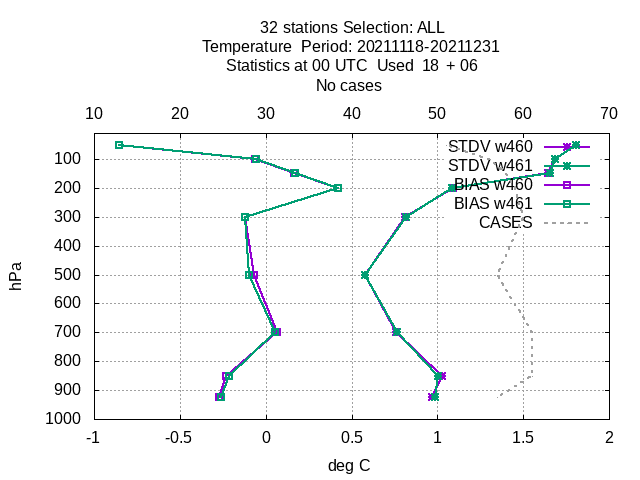 32 stations Selection: ALL
Temperature  Period: 20211118-20211231
Statistics at 00 UTC  Used  18  + 06
No cases
10 20 30 40 50 60 70
STDV w460
STDV w461
BIAS w460
BIAS w461
CASES
100
200
300
400
500
600
700
800
900
1000
hPa
-1 -0.5 0 0.5 1 1.5 2
deg C